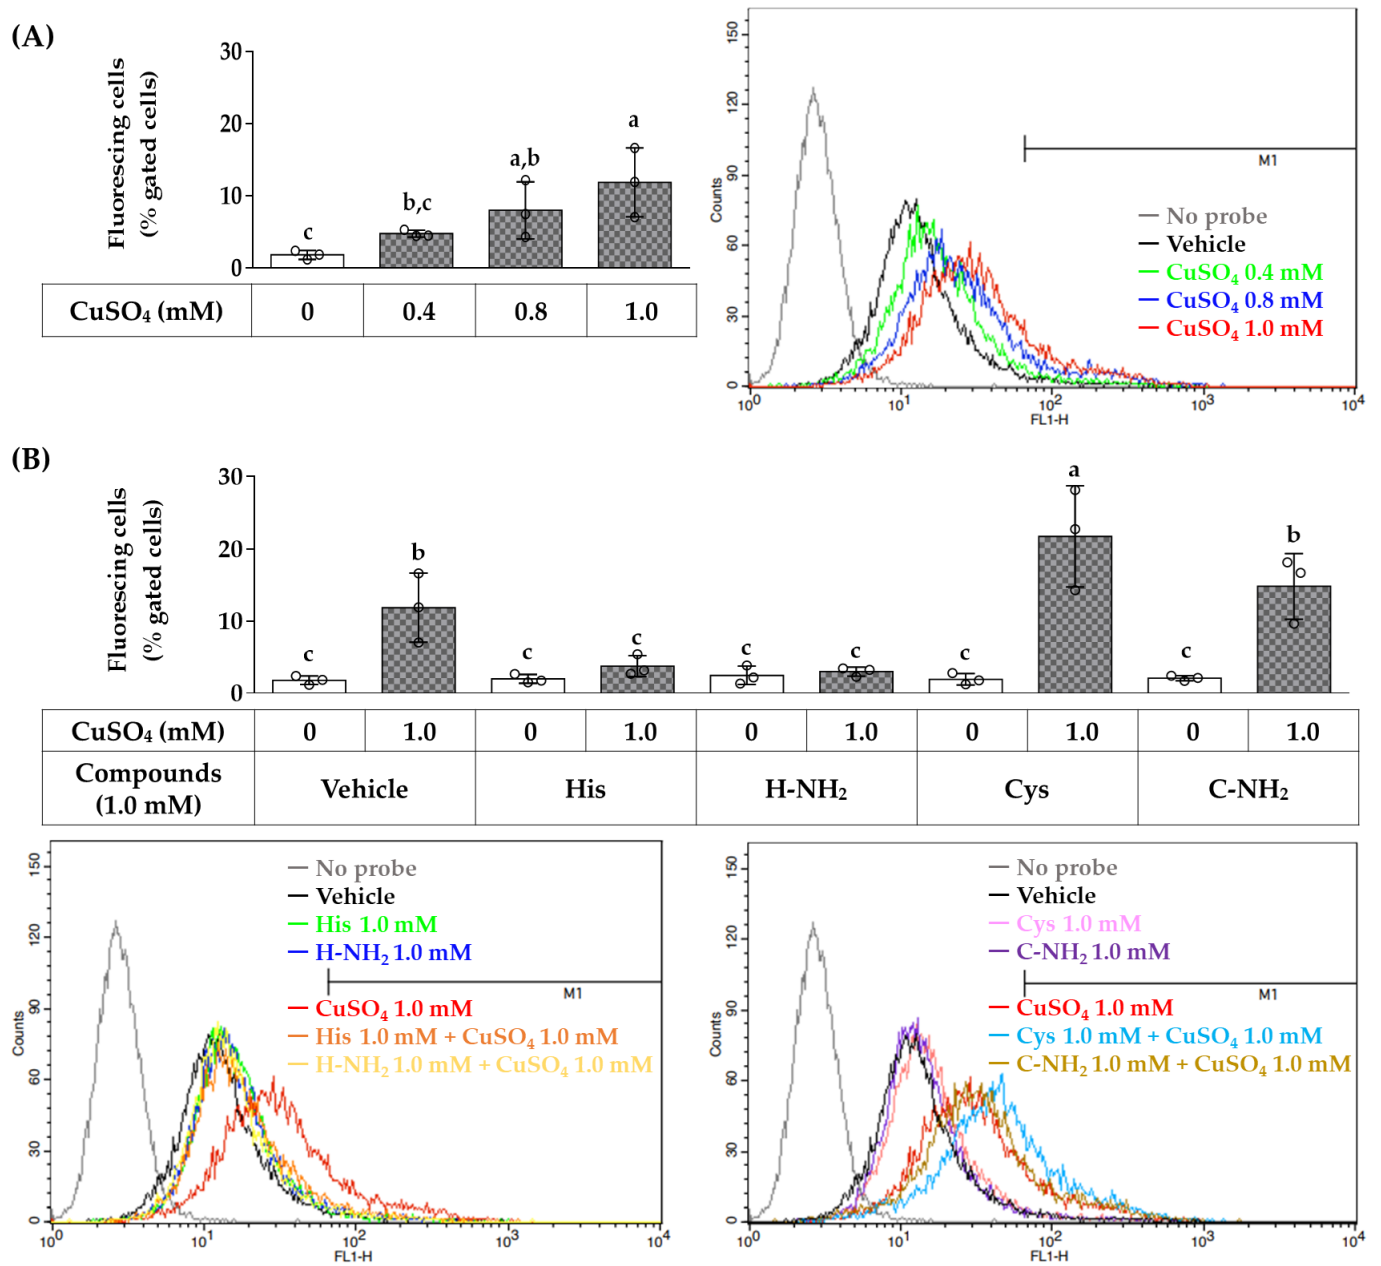 (A)
Fluorescing cells
(% gated cells)
30
20
10
0
c
b,c
a,b
a
CuSO₄ (mM) 0 0.4 0.8 1.0
Counts
150
120
90
60
30
0
M1
No probe
Vehicle
CuSO₄ 0.4 mM
CuSO₄ 0.8 mM
CuSO₄ 1.0 mM
10⁰ 10¹ 10² 10³ 10⁴
FL1-H
(B)
Fluorescing cells
(% gated cells)
30
20
10
0
c b c c c c c a c b
CuSO₄ (mM) 0 1.0 0 1.0 0 1.0 0 1.0 0 1.0
Compounds
(1.0 mM)
Vehicle His H-NH₂ Cys C-NH₂
Counts
150
120
90
60
30
0
No probe
Vehicle
His 1.0 mM
H-NH₂ 1.0 mM
M1
CuSO₄ 1.0 mM
His 1.0 mM + CuSO₄ 1.0 mM
H-NH₂ 1.0 mM + CuSO₄ 1.0 mM
10⁰ 10¹ 10² 10³ 10⁴
FL1-H
Counts
150
120
90
60
30
0
No probe
Vehicle
Cys 1.0 mM
C-NH₂ 1.0 mM
M1
CuSO₄ 1.0 mM
Cys 1.0 mM + CuSO₄ 1.0 mM
C-NH₂ 1.0 mM + CuSO₄ 1.0 mM
10⁰ 10¹ 10² 10³ 10⁴
FL1-H